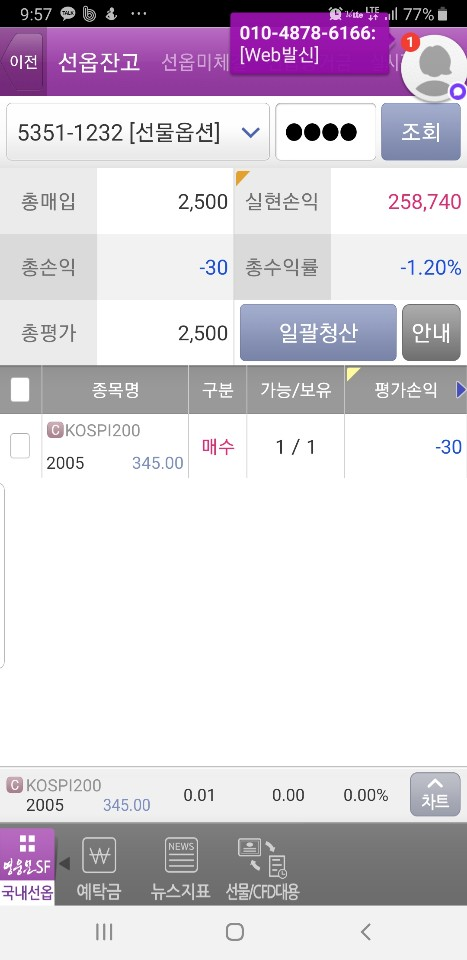 9:57 77%
010-4878-6166:
[Web발신]
1
이전 선옵잔고 선옵미체
5351-1232 [선물옵션] ●●●● 조회
총매입 2,500 실현손익 258,740
총손익 -30 총수익률 -1.20%
총평가 2,500 일괄청산 안내
종목명 구분 가능/보유 평가손익
C KOSPI200
2005 345.00 매수 1 / 1 -30
C KOSPI200
2005 345.00 0.01 0.00 0.00% 차트
영웅문SF
국내선옵 예탁금 NEWS 뉴스지표 선물/CFD대용